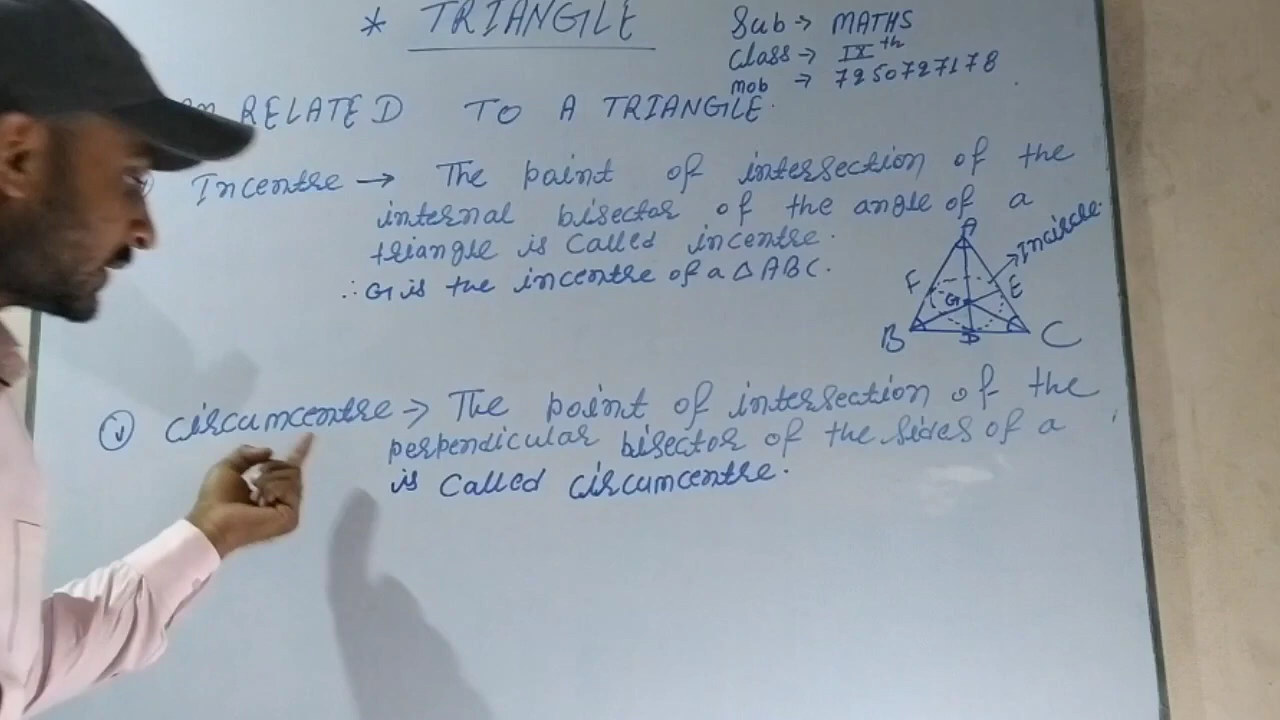 * TRIANGLE
Sub → MATHS
Class → IXth
mob → 7250727178
RELATED TO A TRIANGLE.
Incentre → The point of intersection of the
internal bisector of the angle of a
triangle is called incentre.
∴ G is the incentre of a △ ABC.
A
Incircle.
F
E
G
B
D
C
(v) circumcentre → The point of intersection of the
perpendicular bisector of the sides of a
is called circumcentre.